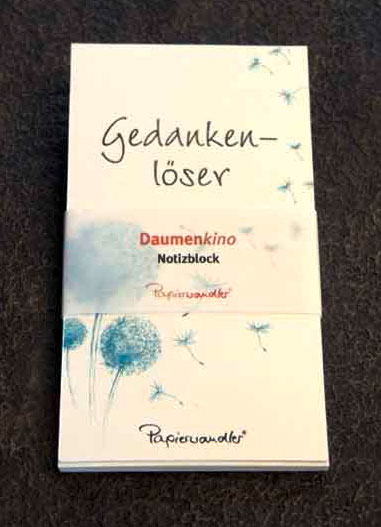 Gedanken-
löser
Daumenkino
Notizblock
Papierwandler®
Papierwandler®